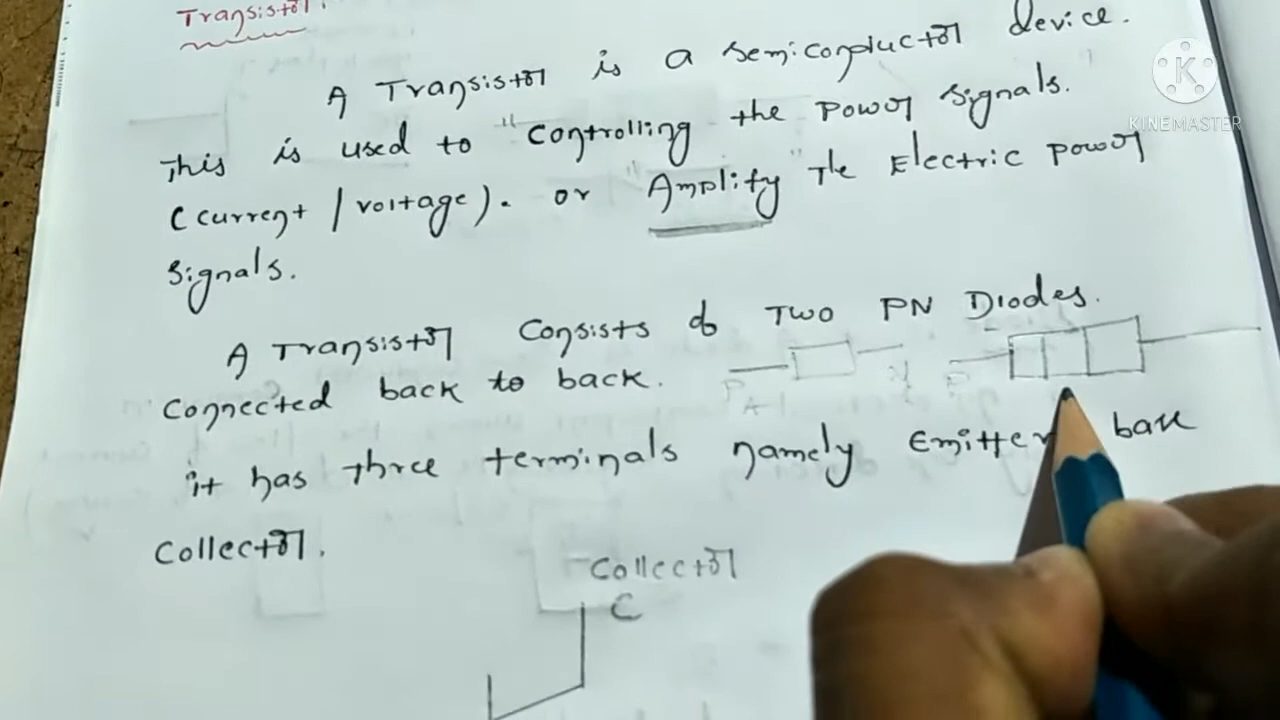 Transistor.
A Transistor is a semiconductor device.
This is used to "controlling the power signals.
(current / voltage). or "Amplify" The Electric power
signals.
A Transistor Consists of Two PN Diodes.
connected back to back.
P
it has three terminals namely Emitter base
Collector.
Collector
C
K
KINEMASTER